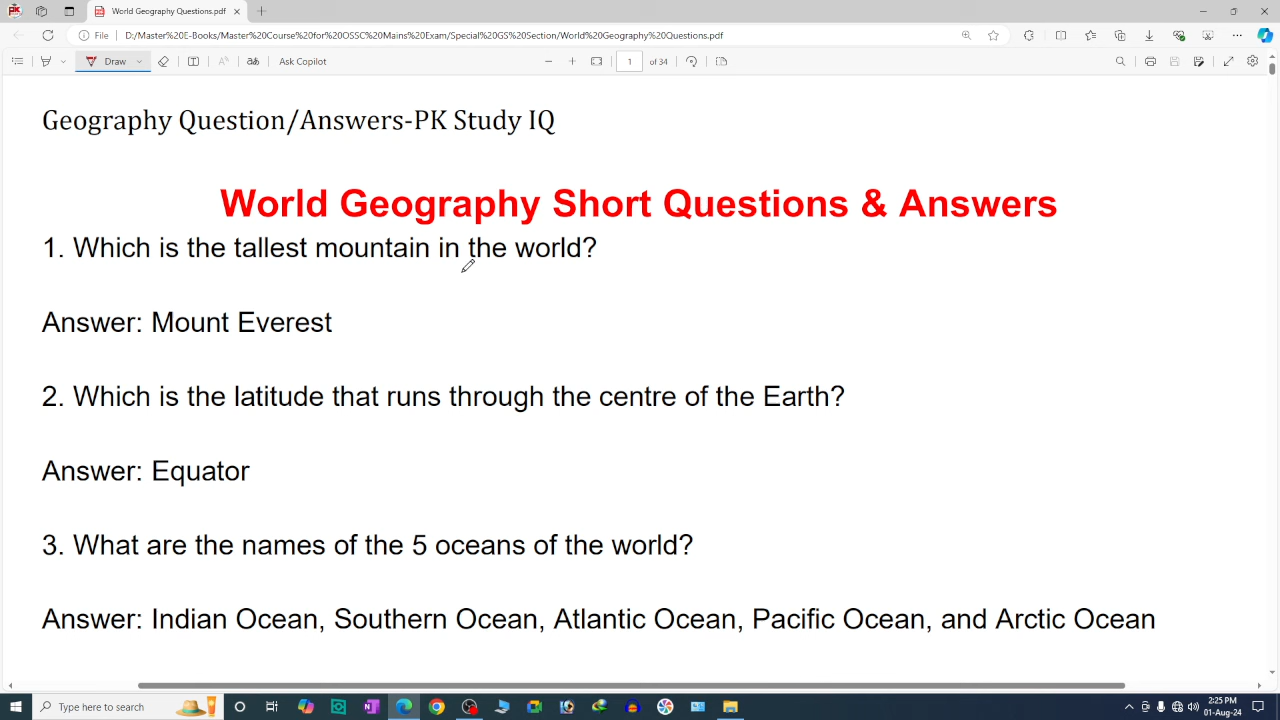 World Geography Questions.pdf
File
D:/Master%20E-Books/Master%20Course%20for%20OSSC%20Mains%20Exam/Special%20GS%20Section/World%20Geography%20Questions.pdf
Draw
Ask Copilot
1 of 34
Geography Question/Answers-PK Study IQ
World Geography Short Questions & Answers
1. Which is the tallest mountain in the world?
Answer: Mount Everest
2. Which is the latitude that runs through the centre of the Earth?
Answer: Equator
3. What are the names of the 5 oceans of the world?
Answer: Indian Ocean, Southern Ocean, Atlantic Ocean, Pacific Ocean, and Arctic Ocean
Type here to search
2:25 PM
01-Aug-24